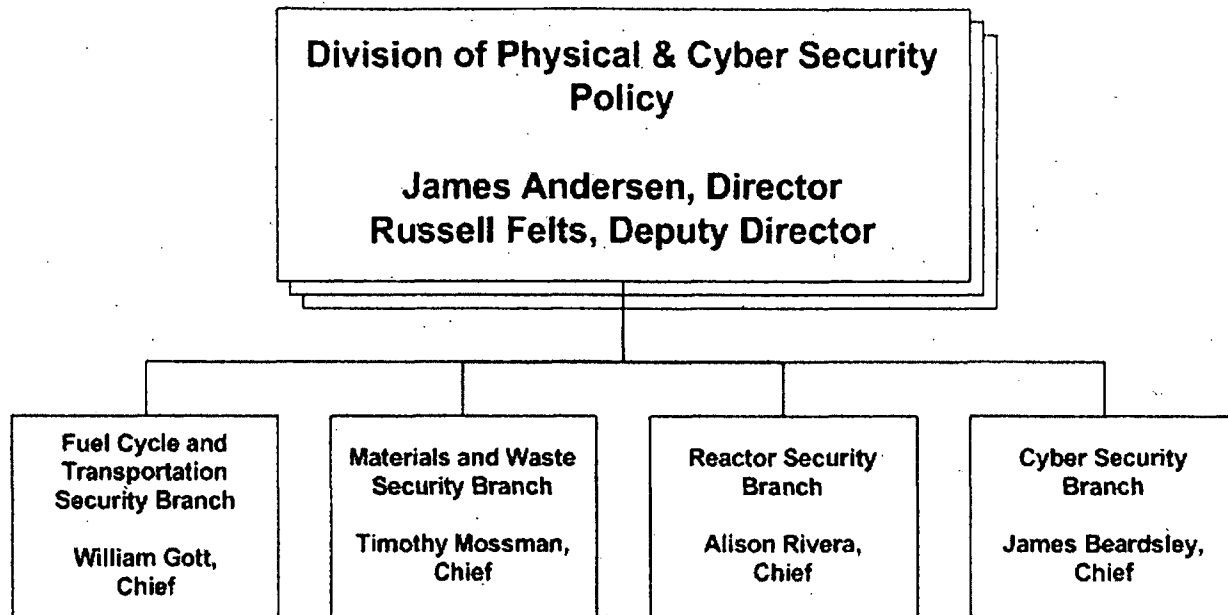 Division of Physical & Cyber Security
Policy
James Andersen, Director
Russell Felts, Deputy Director
Fuel Cycle and
Transportation
Security Branch
William Gott,
Chief
Materials and Waste
Security Branch
Timothy Mossman,
Chief
Reactor Security
Branch
Alison Rivera,
Chief
Cyber Security
Branch
James Beardsley,
Chief